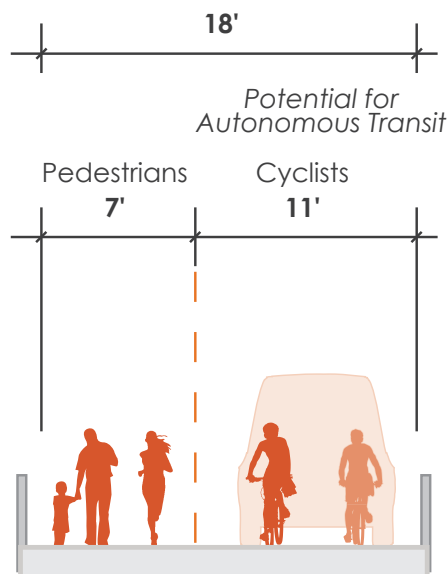 18'
Potential for
Autonomous Transit
Pedestrians
7'
Cyclists
11'